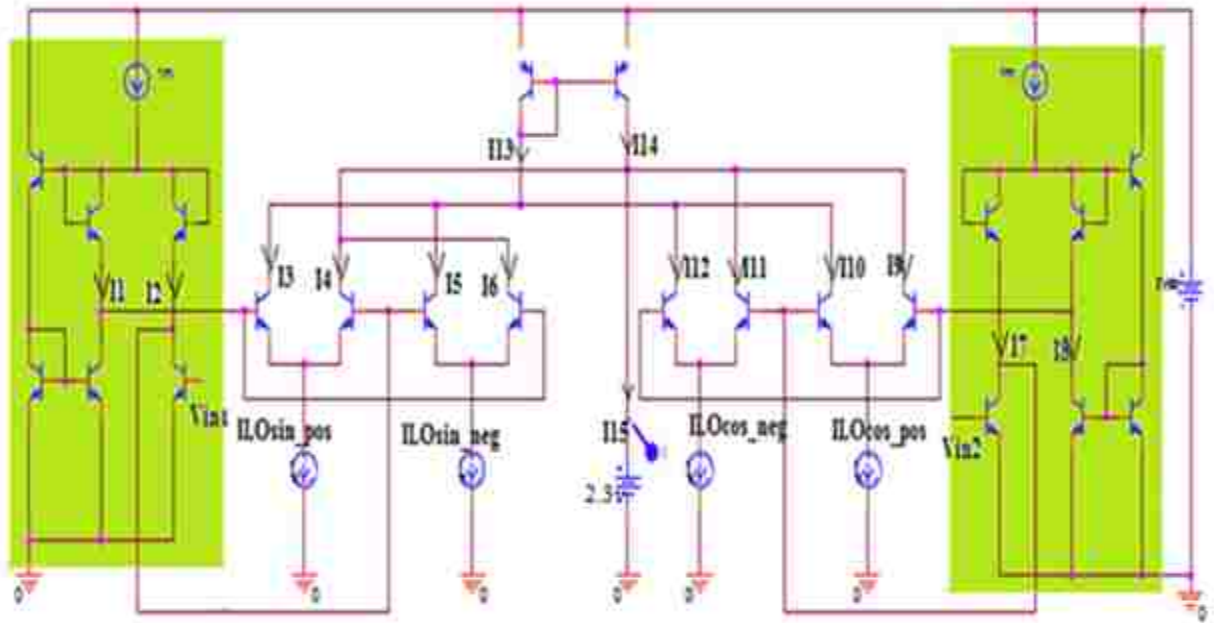 I13
I14
I1
I2
I3
I4
I5
I6
I12
I11
I10
I9
I7
I8
Vin1
ILOsin_pos
ILOsin_neg
I15
2.3
ILOcos_neg
ILOcos_pos
Vin2
0
0
0
0
0
0
0